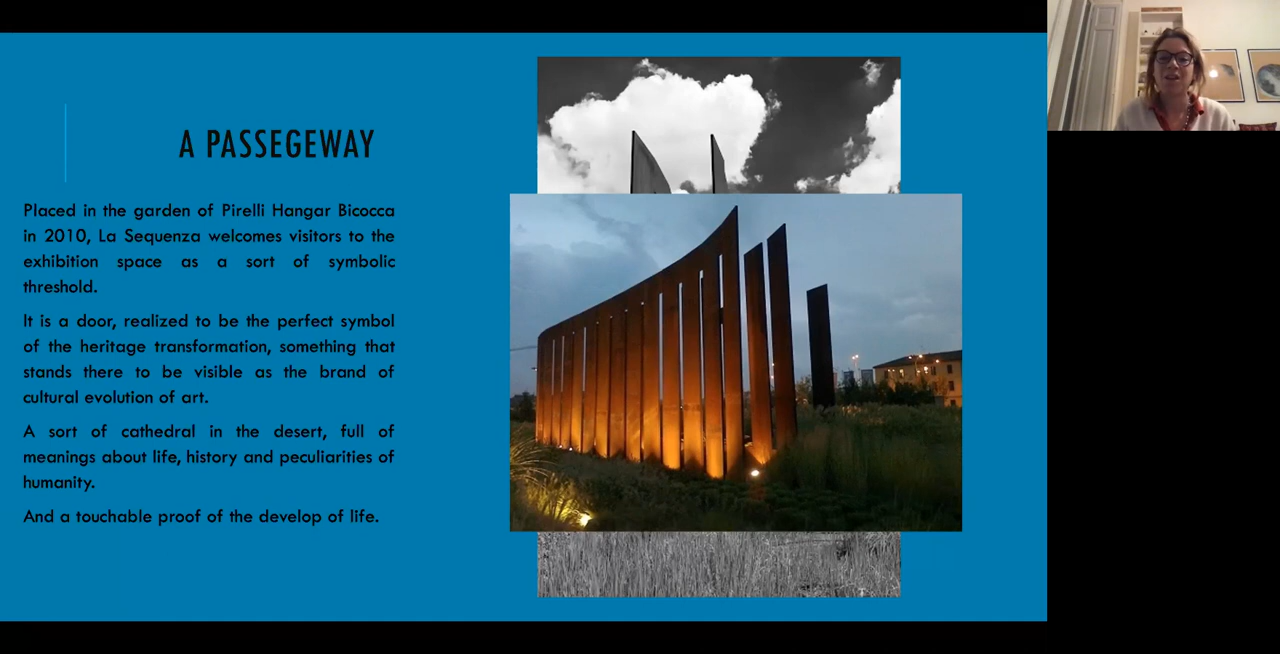 A PASSEGEWAY
Placed in the garden of Pirelli Hangar Bicocca
in 2010, La Sequenza welcomes visitors to the
exhibition space as a sort of symbolic
threshold.
It is a door, realized to be the perfect symbol
of the heritage transformation, something that
stands there to be visible as the brand of
cultural evolution of art.
A sort of cathedral in the desert, full of
meanings about life, history and peculiarities of
humanity.
And a touchable proof of the develop of life.